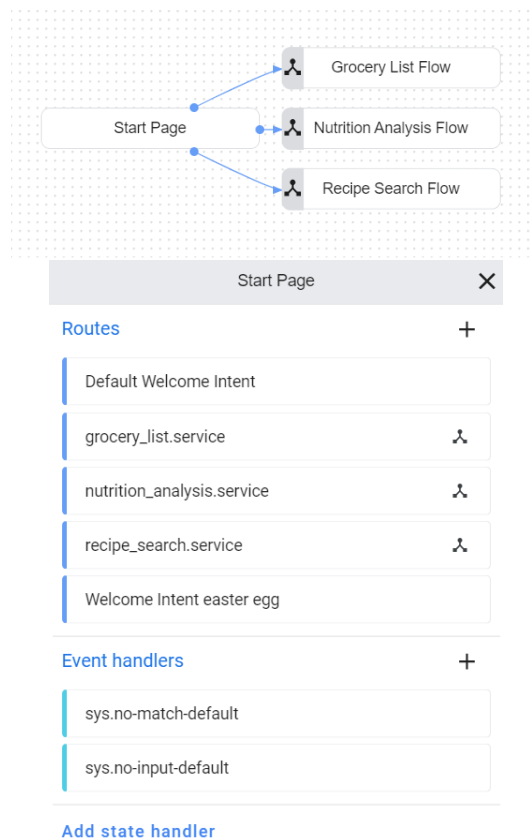 Grocery List Flow
Start Page
Nutrition Analysis Flow
Recipe Search Flow
Start Page
Routes
Default Welcome Intent
grocery_list.service
nutrition_analysis.service
recipe_search.service
Welcome Intent easter egg
Event handlers
sys.no-match-default
sys.no-input-default
Add state handler